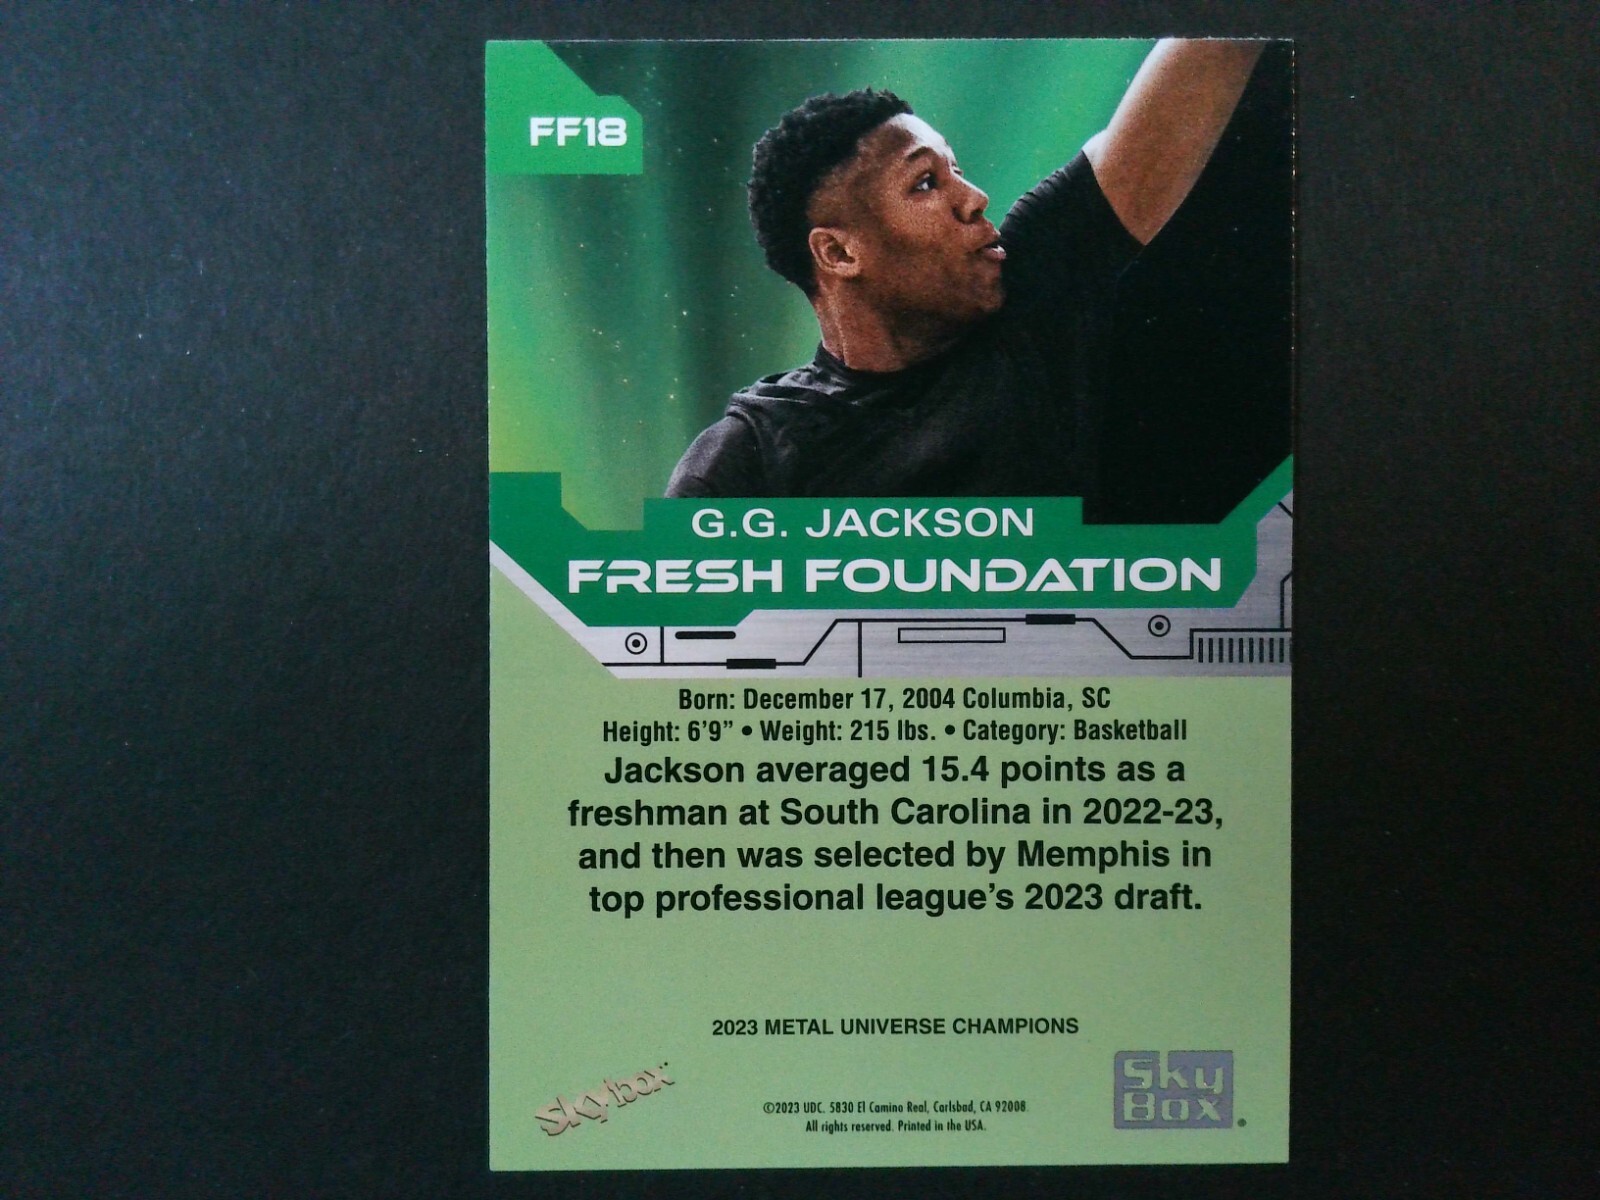 FF18
G.G. JACKSON
FRESH FOUNDATION
Born: December 17, 2004 Columbia, SC
Height: 6'9" • Weight: 215 lbs. • Category: Basketball
Jackson averaged 15.4 points as a
freshman at South Carolina in 2022-23,
and then was selected by Memphis in
top professional league's 2023 draft.
2023 METAL UNIVERSE CHAMPIONS
Skybox
©2023 UDC. 5830 El Camino Real, Carlsbad, CA 92008.
All rights reserved. Printed in the USA.
Sky
Box